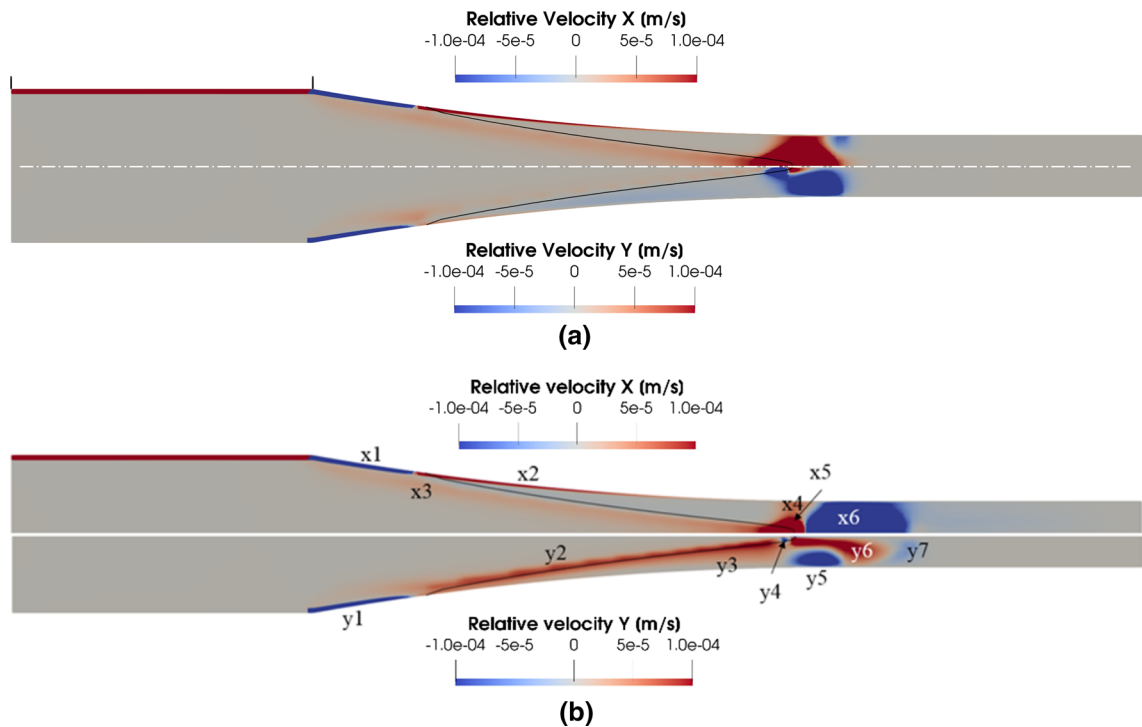 Relative Velocity X (m/s)
-1.0e-04 -5e-5 0 5e-5 1.0e-04
Relative Velocity Y (m/s)
-1.0e-04 -5e-5 0 5e-5 1.0e-04
(a)
Relative velocity X [m/s]
-1.0e-04 -5e-5 0 5e-5 1.0e-04
x1
x2
x3
x4
x5
x6
y1
y2
y3
y4
y5
y6
y7
Relative velocity Y [m/s]
-1.0e-04 -5e-5 0 5e-5 1.0e-04
(b)